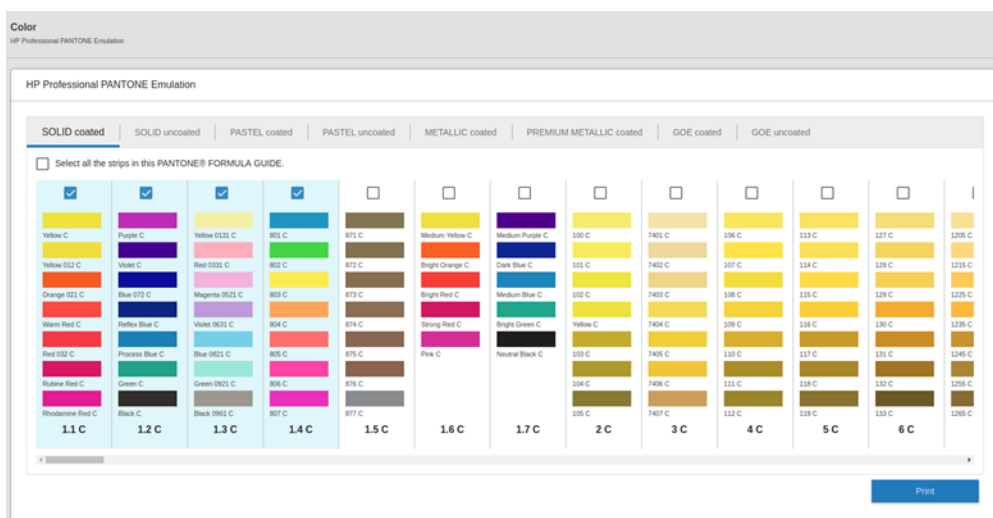 Color
HP Professional PANTONE Emulation
HP Professional PANTONE Emulation
SOLID coated SOLID uncoated PASTEL coated PASTEL uncoated METALLIC coated PREMIUM METALLIC coated GOE coated GOE uncoated
Select all the strips in this PANTONE® FORMULA GUIDE.
Yellow C Purple C Yellow 0131 C 801 C 871 C Medium Yellow C Medium Purple C 100 C 7401 C 106 C 113 C 127 C 1205 C
Yellow 012 C Violet C Red 0331 C 802 C 872 C Bright Orange C Dark Blue C 101 C 7402 C 107 C 114 C 128 C 1215 C
Orange 021 C Blue 072 C Magenta 0521 C 803 C 873 C Bright Red C Medium Blue C 102 C 7403 C 108 C 115 C 129 C 1225 C
Warm Red C Reflex Blue C Violet 0631 C 804 C 874 C Strong Red C Bright Green C Yellow C 7404 C 109 C 116 C 130 C 1235 C
Red 032 C Process Blue C Blue 0821 C 805 C 875 C Pink C Neutral Black C 103 C 7405 C 110 C 117 C 131 C 1245 C
Rubine Red C Green C Green 0921 C 806 C 876 C 104 C 7406 C 111 C 118 C 132 C 1255 C
Rhodamine Red C Black C Black 0961 C 807 C 877 C 105 C 7407 C 112 C 119 C 133 C 1265 C
1.1 C 1.2 C 1.3 C 1.4 C 1.5 C 1.6 C 1.7 C 2 C 3 C 4 C 5 C 6 C
Print